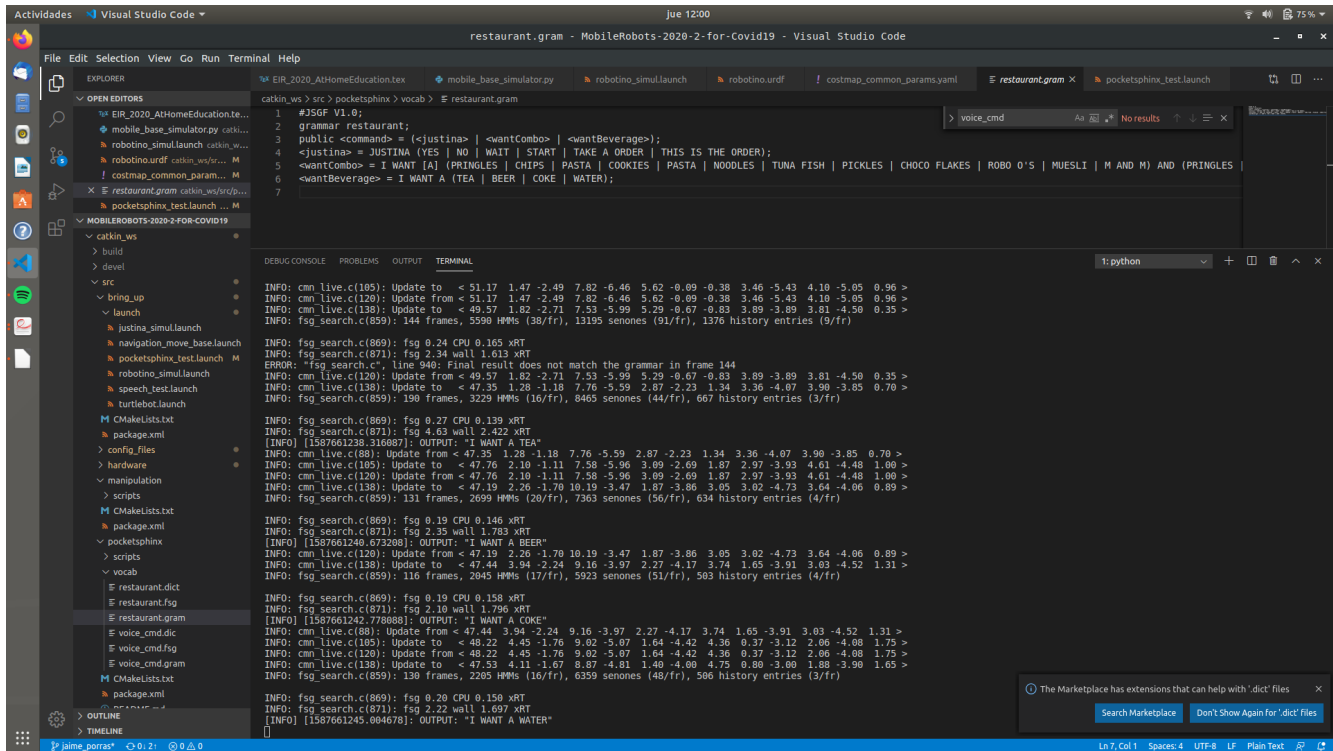 Actividades Visual Studio Code ▾ jue 12:00 75 % ▾
restaurant.gram - MobileRobots-2020-2-for-Covid19 - Visual Studio Code
File Edit Selection View Go Run Terminal Help
EXPLORER
OPEN EDITORS
EIR_2020_AtHomeEducation.te...
mobile_base_simulator.py catki...
robotino_simul.launch catkin_w...
robotino.urdf catkin_ws/sr... M
costmap_common_param... M
restaurant.gram catkin_ws/src/p...
pocketsphinx_test.launch ... M
MOBILEROBOTS-2020-2-FOR-COVID19
catkin_ws
build
devel
src
bring_up
launch
justina_simul.launch
navigation_move_base.launch
pocketsphinx_test.launch M
robotino_simul.launch
speech_test.launch
turtlebot.launch
CMakeLists.txt
package.xml
config_files
hardware
manipulation
scripts
CMakeLists.txt
package.xml
pocketsphinx
scripts
vocab
restaurant.dict
restaurant.fsg
restaurant.gram
voice_cmd.dic
voice_cmd.fsg
voice_cmd.gram
CMakeLists.txt
package.xml
OUTLINE
TIMELINE
EIR_2020_AtHomeEducation.tex mobile_base_simulator.py robotino_simul.launch robotino.urdf costmap_common_params.yaml restaurant.gram pocketsphinx_test.launch
catkin_ws > src > pocketsphinx > vocab > restaurant.gram
voice_cmd Aa No results
1 #JSGF V1.0;
2 grammar restaurant;
3 public <command> = (<justina> | <wantCombo> | <wantBeverage>);
4 <justina> = JUSTINA (YES | NO | WAIT | START | TAKE A ORDER | THIS IS THE ORDER);
5 <wantCombo> = I WANT [A] (PRINGLES | CHIPS | PASTA | COOKIES | PASTA | NOODLES | TUNA FISH | PICKLES | CHOCO FLAKES | ROBO O'S | MUESLI | M AND M) AND (PRINGLES |
6 <wantBeverage> = I WANT A (TEA | BEER | COKE | WATER);
7
DEBUG CONSOLE PROBLEMS OUTPUT TERMINAL 1: python
INFO: cmn_live.c(105): Update to < 51.17 1.47 -2.49 7.82 -6.46 5.62 -0.09 -0.38 3.46 -5.43 4.10 -5.05 0.96 >
INFO: cmn_live.c(120): Update from < 51.17 1.47 -2.49 7.82 -6.46 5.62 -0.09 -0.38 3.46 -5.43 4.10 -5.05 0.96 >
INFO: cmn_live.c(138): Update to < 49.57 1.82 -2.71 7.53 -5.99 5.29 -0.67 -0.83 3.89 -3.89 3.81 -4.50 0.35 >
INFO: fsg_search.c(859): 144 frames, 5590 HMMs (38/fr), 13195 senones (91/fr), 1376 history entries (9/fr)
INFO: fsg_search.c(869): fsg 0.24 CPU 0.165 xRT
INFO: fsg_search.c(871): fsg 2.34 wall 1.613 xRT
ERROR: "fsg_search.c", line 940: Final result does not match the grammar in frame 144
INFO: cmn_live.c(120): Update from < 49.57 1.82 -2.71 7.53 -5.99 5.29 -0.67 -0.83 3.89 -3.89 3.81 -4.50 0.35 >
INFO: cmn_live.c(138): Update to < 47.35 1.28 -1.18 7.76 -5.59 2.87 -2.23 1.34 3.36 -4.07 3.90 -3.85 0.70 >
INFO: fsg_search.c(859): 190 frames, 3229 HMMs (16/fr), 8465 senones (44/fr), 667 history entries (3/fr)
INFO: fsg_search.c(869): fsg 0.27 CPU 0.139 xRT
INFO: fsg_search.c(871): fsg 4.63 wall 2.422 xRT
[INFO] [1587661238.316087]: OUTPUT: "I WANT A TEA"
INFO: cmn_live.c(88): Update from < 47.35 1.28 -1.18 7.76 -5.59 2.87 -2.23 1.34 3.36 -4.07 3.90 -3.85 0.70 >
INFO: cmn_live.c(105): Update to < 47.76 2.10 -1.11 7.58 -5.96 3.09 -2.69 1.87 2.97 -3.93 4.61 -4.48 1.00 >
INFO: cmn_live.c(120): Update from < 47.76 2.10 -1.11 7.58 -5.96 3.09 -2.69 1.87 2.97 -3.93 4.61 -4.48 1.00 >
INFO: cmn_live.c(138): Update to < 47.19 2.26 -1.70 10.19 -3.47 1.87 -3.86 3.05 3.02 -4.73 3.64 -4.06 0.89 >
INFO: fsg_search.c(859): 131 frames, 2699 HMMs (20/fr), 7363 senones (56/fr), 634 history entries (4/fr)
INFO: fsg_search.c(869): fsg 0.19 CPU 0.146 xRT
INFO: fsg_search.c(871): fsg 2.35 wall 1.783 xRT
[INFO] [1587661240.673208]: OUTPUT: "I WANT A BEER"
INFO: cmn_live.c(120): Update from < 47.19 2.26 -1.70 10.19 -3.47 1.87 -3.86 3.05 3.02 -4.73 3.64 -4.06 0.89 >
INFO: cmn_live.c(138): Update to < 47.44 3.94 -2.24 9.16 -3.97 2.27 -4.17 3.74 1.65 -3.91 3.03 -4.52 1.31 >
INFO: fsg_search.c(859): 116 frames, 2045 HMMs (17/fr), 5923 senones (51/fr), 503 history entries (4/fr)
INFO: fsg_search.c(869): fsg 0.19 CPU 0.158 xRT
INFO: fsg_search.c(871): fsg 2.10 wall 1.796 xRT
[INFO] [1587661242.778088]: OUTPUT: "I WANT A COKE"
INFO: cmn_live.c(88): Update from < 47.44 3.94 -2.24 9.16 -3.97 2.27 -4.17 3.74 1.65 -3.91 3.03 -4.52 1.31 >
INFO: cmn_live.c(105): Update to < 48.22 4.45 -1.76 9.02 -5.07 1.64 -4.42 4.36 0.37 -3.12 2.06 -4.08 1.75 >
INFO: cmn_live.c(120): Update from < 48.22 4.45 -1.76 9.02 -5.07 1.64 -4.42 4.36 0.37 -3.12 2.06 -4.08 1.75 >
INFO: cmn_live.c(138): Update to < 47.53 4.11 -1.67 8.87 -4.81 1.40 -4.00 4.75 0.80 -3.00 1.88 -3.90 1.65 >
INFO: fsg_search.c(859): 130 frames, 2205 HMMs (16/fr), 6359 senones (48/fr), 506 history entries (3/fr)
INFO: fsg_search.c(869): fsg 0.20 CPU 0.150 xRT
INFO: fsg_search.c(871): fsg 2.22 wall 1.697 xRT
[INFO] [1587661245.004678]: OUTPUT: "I WANT A WATER"
The Marketplace has extensions that can help with '.dict' files
Search Marketplace Don't Show Again for '.dict' files
jaime_porras* 0↓ 2↑ 0 0 Ln 7, Col 1 Spaces: 4 UTF-8 LF Plain Text